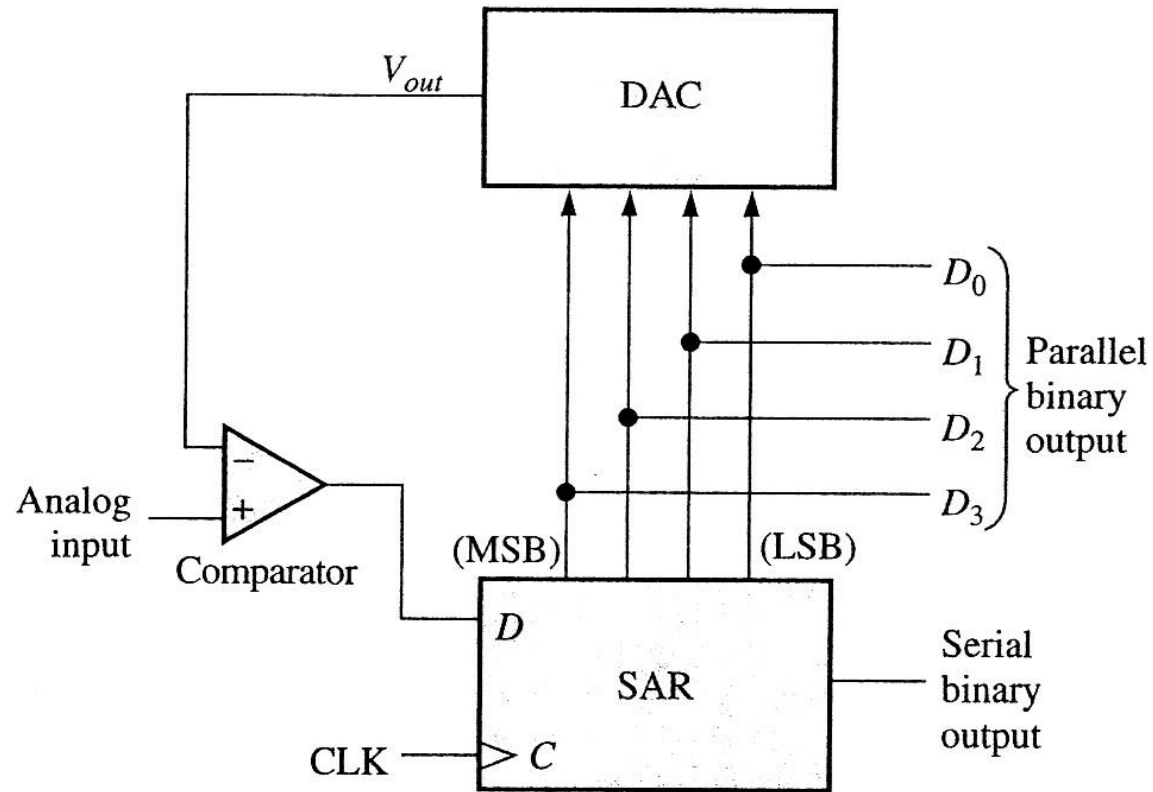 DAC
V_out
D_0
D_1
D_2
D_3
Parallel
binary
output
−
+
Analog
input
Comparator
(MSB)
(LSB)
D
SAR
CLK
C
Serial
binary
output